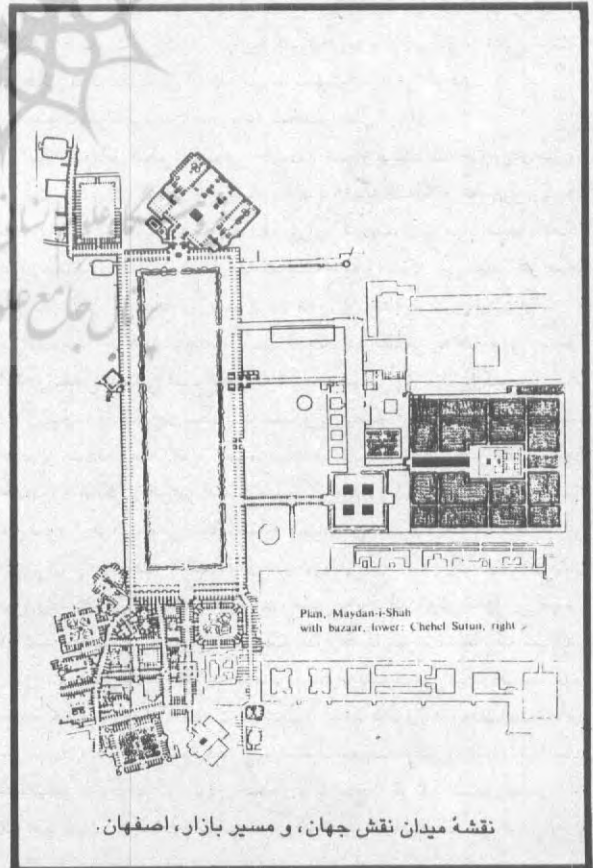 Plan, Maydan-i-Shah
with bazaar, lower: Chehel Sutun, right
نقشهٔ میدان نقش جهان، و مسیر بازار، اصفهان.